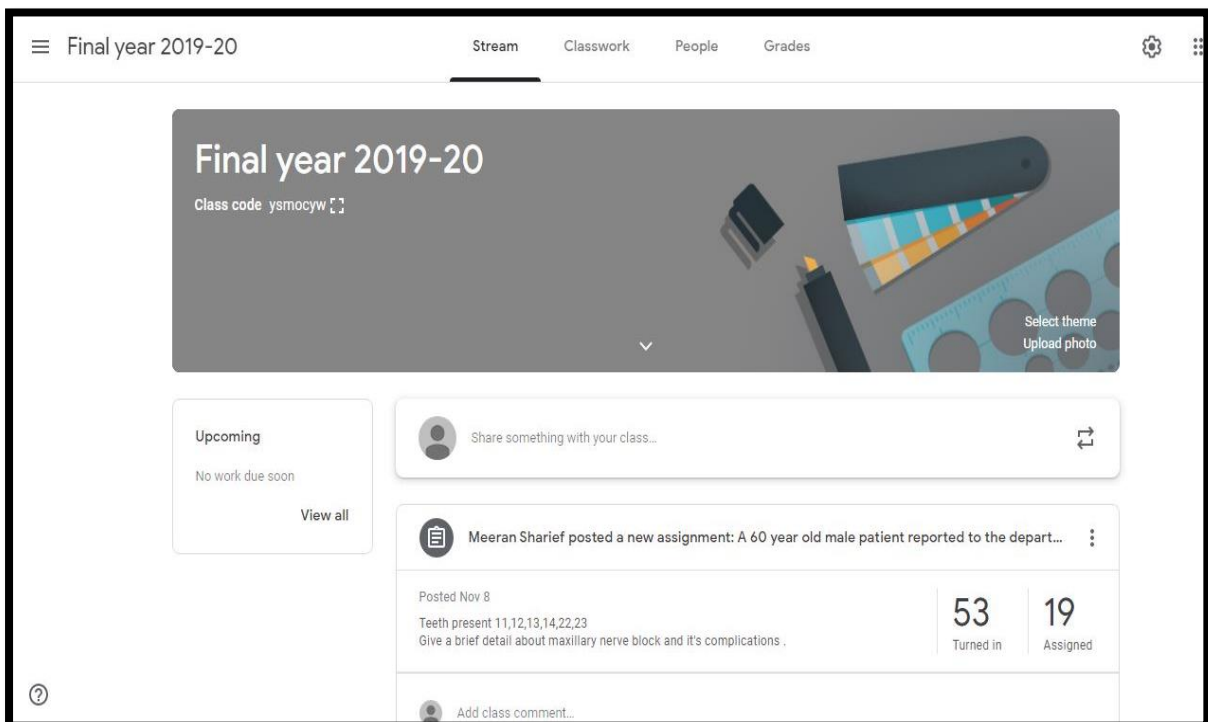 Final year 2019-20
Stream Classwork People Grades
Final year 2019-20
Class code ysmocyw
Select theme
Upload photo
Upcoming
No work due soon
View all
Share something with your class...
Meeran Sharief posted a new assignment: A 60 year old male patient reported to the depart...
Posted Nov 8
Teeth present 11,12,13,14,22,23
Give a brief detail about maxillary nerve block and it's complications .
53
Turned in
19
Assigned
Add class comment...